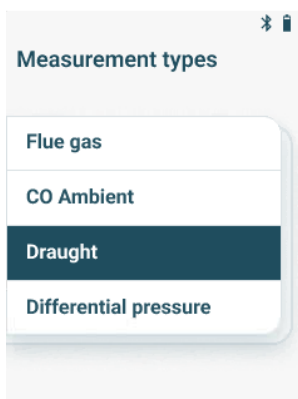 Measurement types
Flue gas
CO Ambient
Draught
Differential pressure